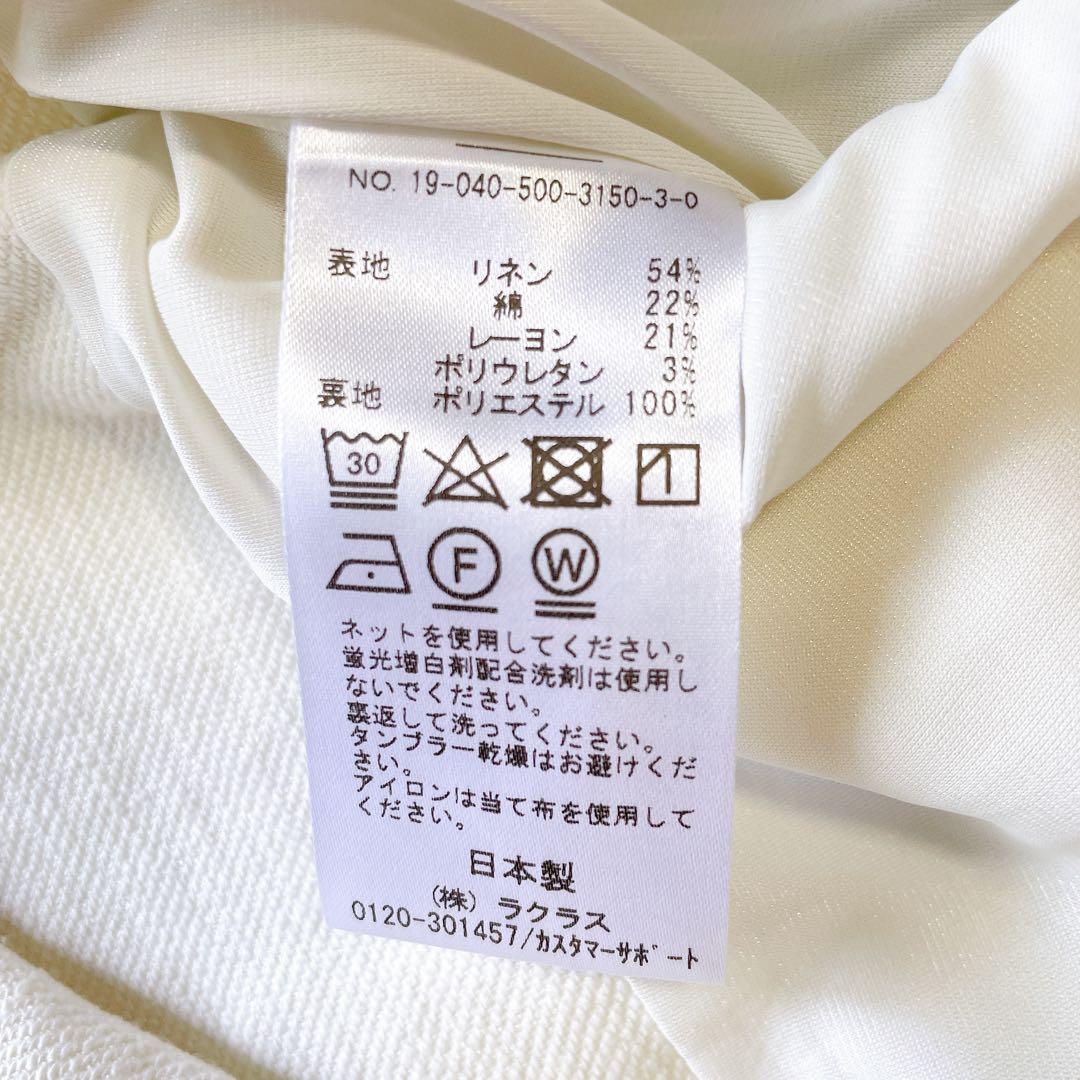 NO. 19-040-500-3150-3-0
表地 リネン 54%
綿 22%
レーヨン 21%
ポリウレタン 3%
裏地 ポリエステル 100%
30
F W
ネットを使用してください。
蛍光増白剤配合洗剤は使用し
ないでください。
裏返して洗ってください。
タンブラー乾燥はお避けくだ
さい。
アイロンは当て布を使用して
ください。
日本製
(株) ラクラス
0120-301457/カスタマーサポート